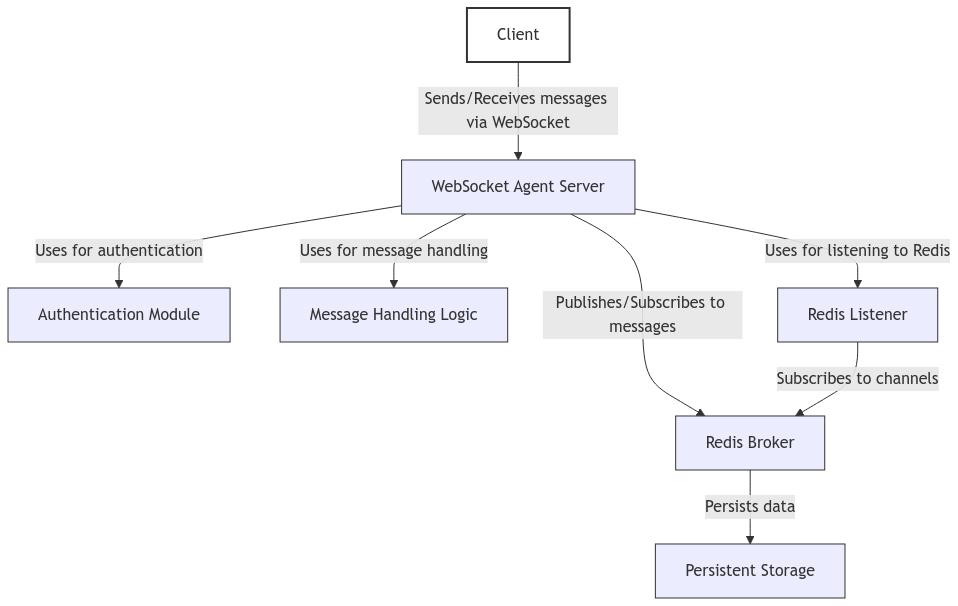 Client
Sends/Receives messages
via WebSocket
WebSocket Agent Server
Uses for authentication
Uses for message handling
Uses for listening to Redis
Publishes/Subscribes to
messages
Authentication Module
Message Handling Logic
Redis Listener
Subscribes to channels
Redis Broker
Persists data
Persistent Storage